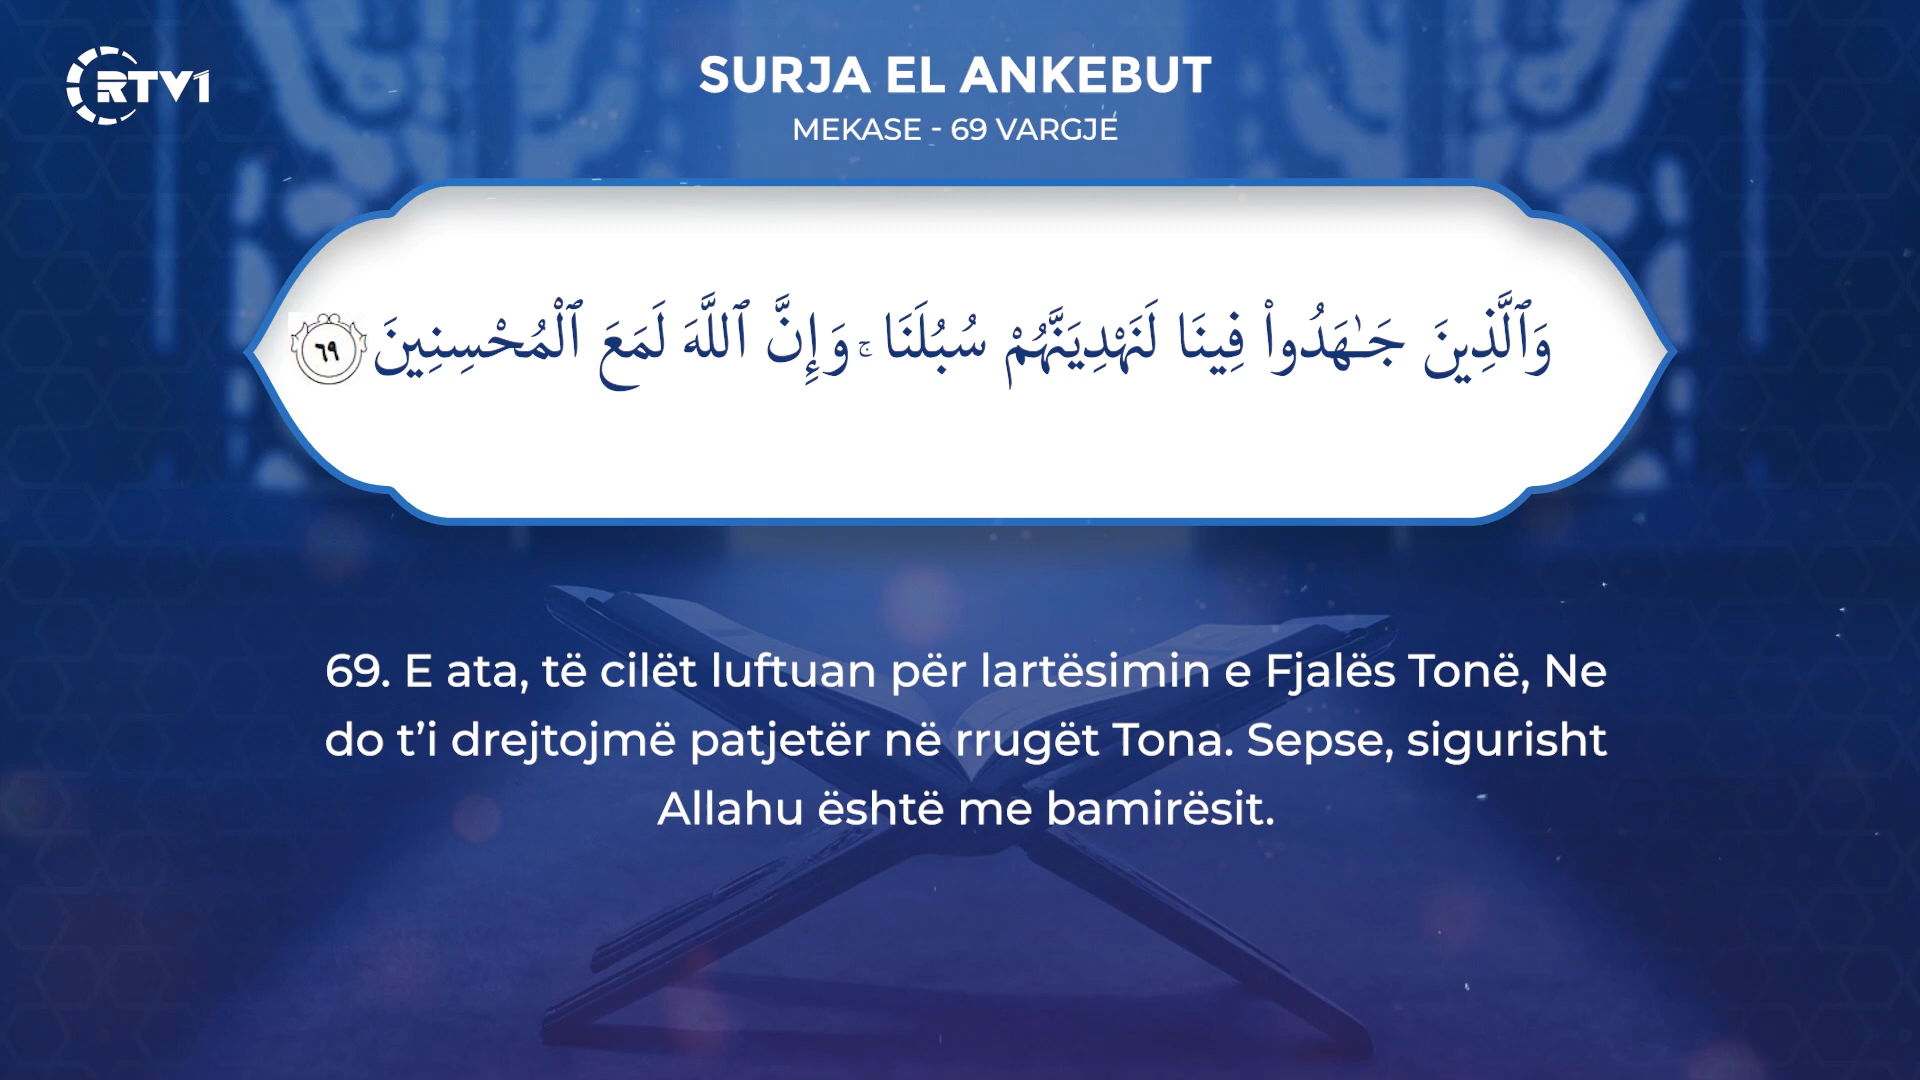 RTV1
SURJA EL ANKEBUT
MEKASE - 69 VARGJE
وَٱلَّذِينَ جَـٰهَدُوا۟ فِينَا لَنَهْدِيَنَّهُمْ سُبُلَنَا ۚ وَإِنَّ ٱللَّهَ لَمَعَ ٱلْمُحْسِنِينَ ٦٩
69. E ata, të cilët luftuan për lartësimin e Fjalës Tonë, Ne
do t’i drejtojmë patjetër në rrugët Tona. Sepse, sigurisht
Allahu është me bamirësit.